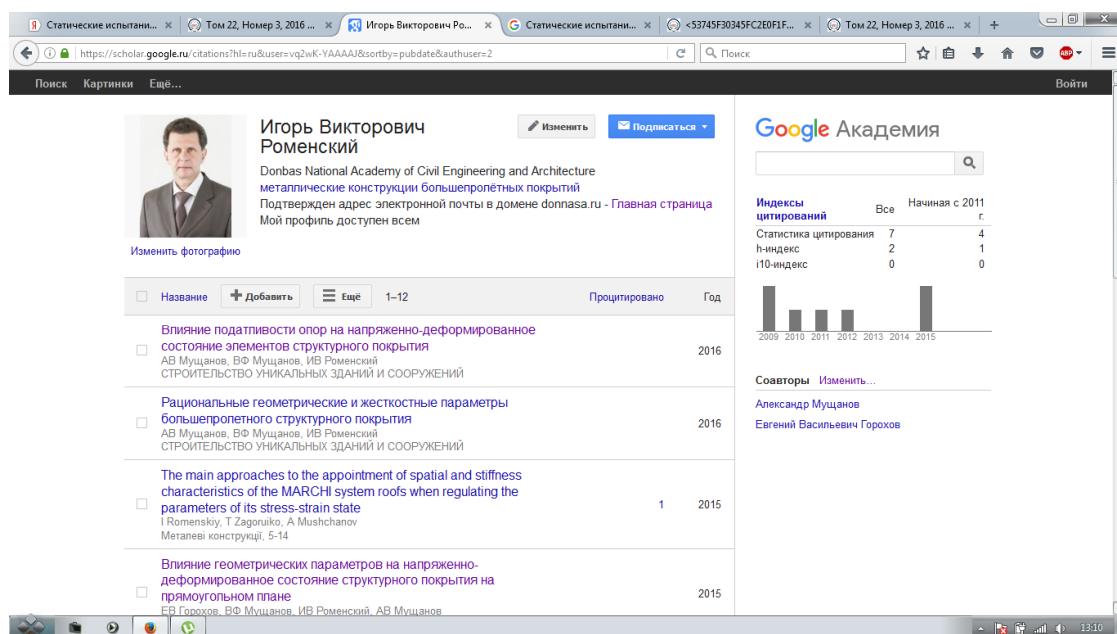 Статические испытани...
Том 22, Номер 3, 2016 ...
Игорь Викторович Ро...
Статические испытани...
<53745F30345FC2E0F1F...
Том 22, Номер 3, 2016 ...
https://scholar.google.ru/citations?hl=ru&user=vq2wK-YAAAAJ&sortby=pubdate&authuser=2
Поиск
ABP
Поиск Картинки Ещё...
Войти
Игорь Викторович
Роменский
Изменить
Подписаться
Donbas National Academy of Civil Engineering and Architecture
металлические конструкции большепролётных покрытий
Подтвержден адрес электронной почты в домене donnasa.ru - Главная страница
Мой профиль доступен всем
Изменить фотографию
Название Добавить Ещё 1–12 Процитировано Год
Влияние податливости опор на напряженно-деформированное
состояние элементов структурного покрытия
АВ Мущанов, ВФ Мущанов, ИВ Роменский
СТРОИТЕЛЬСТВО УНИКАЛЬНЫХ ЗДАНИЙ И СООРУЖЕНИЙ
2016
Рациональные геометрические и жесткостные параметры
большепролетного структурного покрытия
АВ Мущанов, ВФ Мущанов, ИВ Роменский
СТРОИТЕЛЬСТВО УНИКАЛЬНЫХ ЗДАНИЙ И СООРУЖЕНИЙ
2016
The main approaches to the appointment of spatial and stiffness
characteristics of the MARCHI system roofs when regulating the
parameters of its stress-strain state
I Romenskiy, T Zagoruiko, A Mushchanov
Металеві конструкції, 5-14
1 2015
Влияние геометрических параметров на напряженно-
деформированное состояние структурного покрытия на
прямоугольном плане
ЕВ Горохов, ВФ Мущанов, ИВ Роменский, АВ Мущанов
2015
Google Академия
Индексы
цитирований
Все
Начиная с 2011
г.
Статистика цитирования 7 4
h-индекс 2 1
i10-индекс 0 0
2009 2010 2011 2012 2013 2014 2015
Соавторы Изменить...
Александр Мущанов
Евгений Васильевич Горохов
13:10